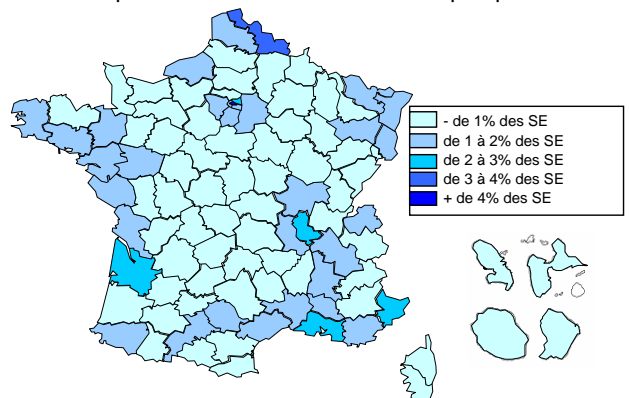 - de 1% des SE
de 1 à 2% des SE
de 2 à 3% des SE
de 3 à 4% des SE
+ de 4% des SE